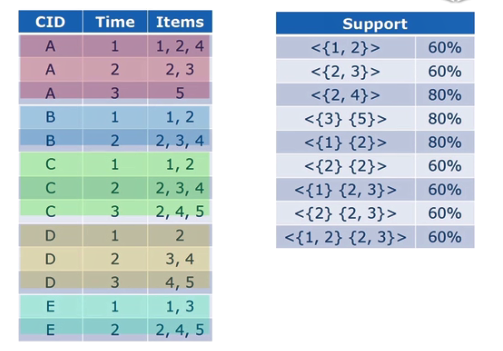 CID Time Items
A 1 1, 2, 4
A 2 2, 3
A 3 5
B 1 1, 2
B 2 2, 3, 4
C 1 1, 2
C 2 2, 3, 4
C 3 2, 4, 5
D 1 2
D 2 3, 4
D 3 4, 5
E 1 1, 3
E 2 2, 4, 5
Support
<{1, 2}> 60%
<{2, 3}> 60%
<{2, 4}> 80%
<{3} {5}> 80%
<{1} {2}> 80%
<{2} {2}> 60%
<{1} {2, 3}> 60%
<{2} {2, 3}> 60%
<{1, 2} {2, 3}> 60%